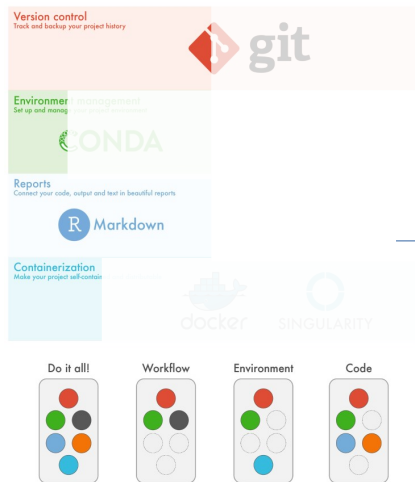 Version control
Track and backup your project history
git
Environment management
Set up and manage
CONDA
Reports
Connect your code, output and text in beautiful reports
R Markdown
Containerization
Make your project self-contain
docker
SINGULARITY
Do it all!
Workflow
Environment
Code